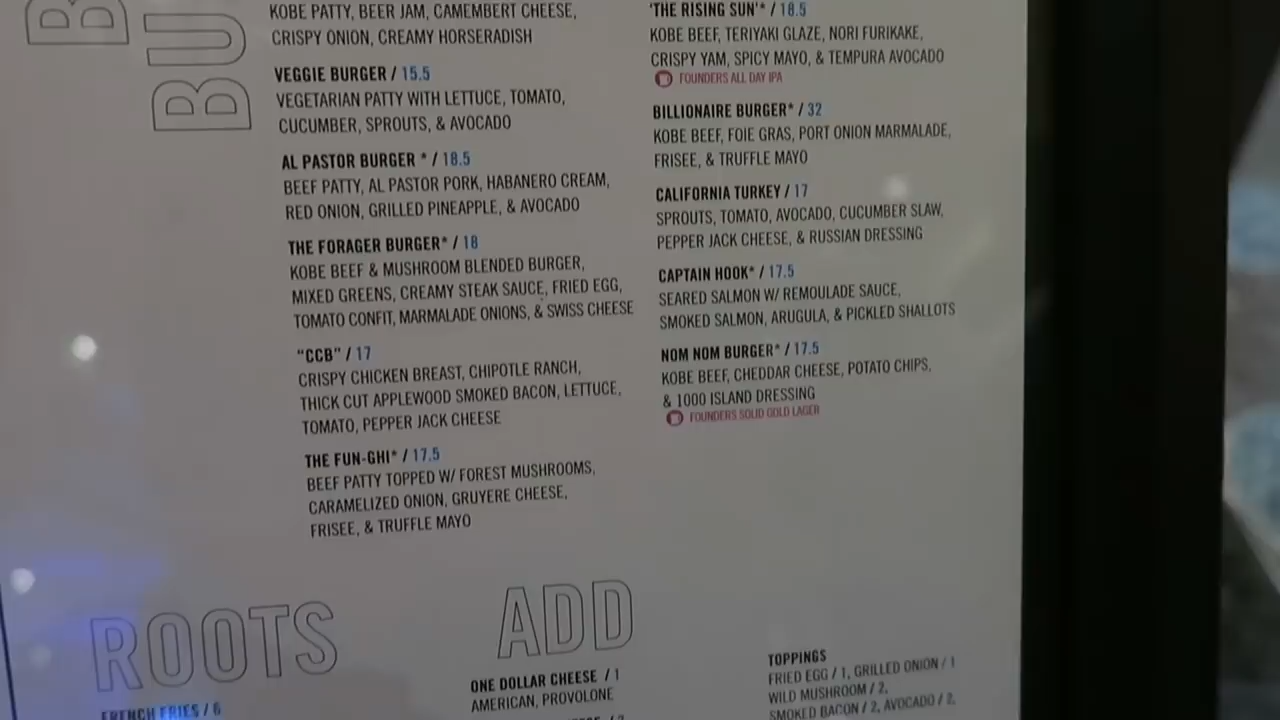 BU
KOBE PATTY, BEER JAM, CAMEMBERT CHEESE,
CRISPY ONION, CREAMY HORSERADISH
VEGGIE BURGER / 15.5
VEGETARIAN PATTY WITH LETTUCE, TOMATO,
CUCUMBER, SPROUTS, & AVOCADO
AL PASTOR BURGER * / 18.5
BEEF PATTY, AL PASTOR PORK, HABANERO CREAM,
RED ONION, GRILLED PINEAPPLE, & AVOCADO
THE FORAGER BURGER* / 18
KOBE BEEF & MUSHROOM BLENDED BURGER,
MIXED GREENS, CREAMY STEAK SAUCE, FRIED EGG,
TOMATO CONFIT, MARMALADE ONIONS, & SWISS CHEESE
"CCB" / 17
CRISPY CHICKEN BREAST, CHIPOTLE RANCH,
THICK CUT APPLEWOOD SMOKED BACON, LETTUCE,
TOMATO, PEPPER JACK CHEESE
THE FUN-GHI* / 17.5
BEEF PATTY TOPPED W/ FOREST MUSHROOMS,
CARAMELIZED ONION, GRUYERE CHEESE,
FRISEE, & TRUFFLE MAYO
'THE RISING SUN'* / 18.5
KOBE BEEF, TERIYAKI GLAZE, NORI FURIKAKE,
CRISPY YAM, SPICY MAYO, & TEMPURA AVOCADO
FOUNDERS ALL DAY IPA
BILLIONAIRE BURGER* / 32
KOBE BEEF, FOIE GRAS, PORT ONION MARMALADE,
FRISEE, & TRUFFLE MAYO
CALIFORNIA TURKEY / 17
SPROUTS, TOMATO, AVOCADO, CUCUMBER SLAW,
PEPPER JACK CHEESE, & RUSSIAN DRESSING
CAPTAIN HOOK* / 17.5
SEARED SALMON W/ REMOULADE SAUCE,
SMOKED SALMON, ARUGULA, & PICKLED SHALLOTS
NOM NOM BURGER* / 17.5
KOBE BEEF, CHEDDAR CHEESE, POTATO CHIPS,
& 1000 ISLAND DRESSING
FOUNDERS SOLID GOLD LAGER
ROOTS
FRENCH FRIES / 6
ADD
ONE DOLLAR CHEESE / 1
AMERICAN, PROVOLONE
TOPPINGS
FRIED EGG / 1, GRILLED ONION / 1
WILD MUSHROOM / 2,
SMOKED BACON / 2, AVOCADO / 2,